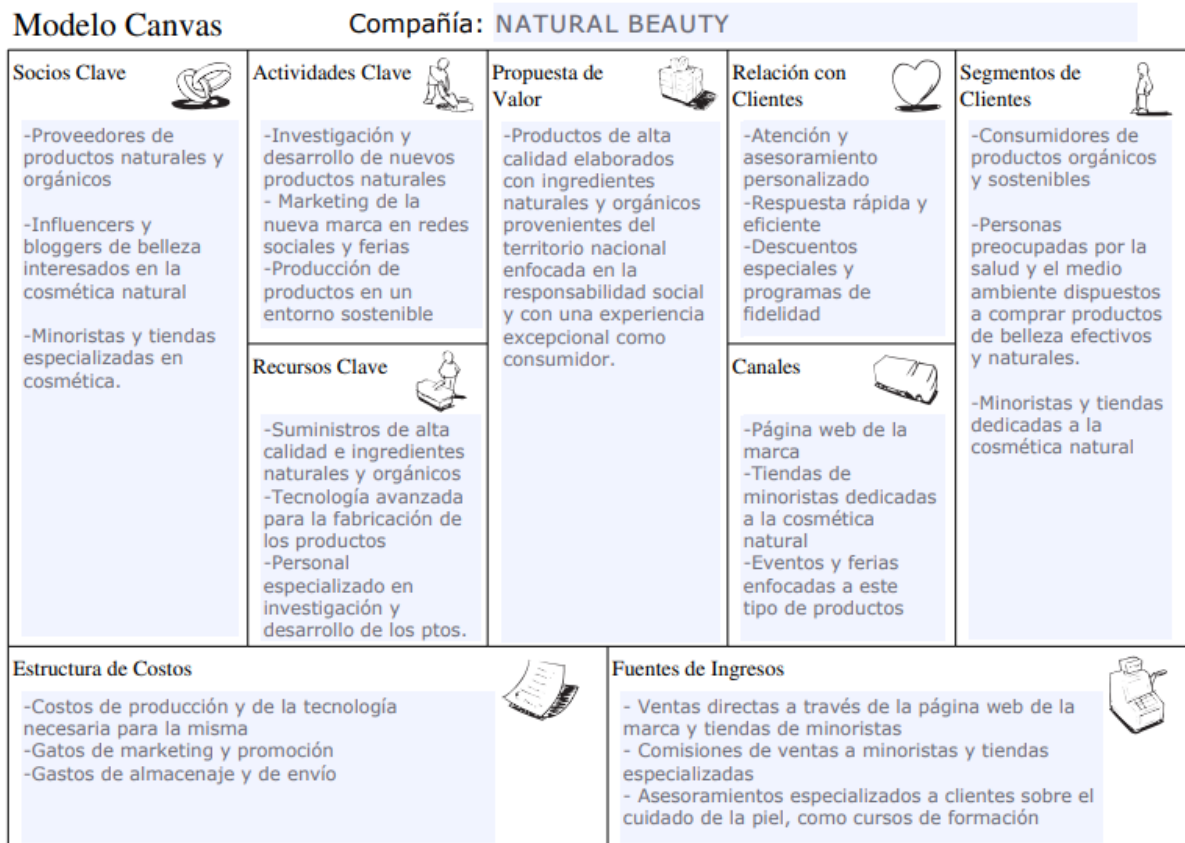 Modelo Canvas
Compañía: NATURAL BEAUTY
Socios Clave
-Proveedores de
productos naturales y
orgánicos
-Influencers y
bloggers de belleza
interesados en la
cosmética natural
-Minoristas y tiendas
especializadas en
cosmética.
Actividades Clave
-Investigación y
desarrollo de nuevos
productos naturales
- Marketing de la
nueva marca en redes
sociales y ferias
-Producción de
productos en un
entorno sostenible
Recursos Clave
-Suministros de alta
calidad e ingredientes
naturales y orgánicos
-Tecnología avanzada
para la fabricación de
los productos
-Personal
especializado en
investigación y
desarrollo de los ptos.
Propuesta de
Valor
-Productos de alta
calidad elaborados
con ingredientes
naturales y orgánicos
provenientes del
territorio nacional
enfocada en la
responsabilidad social
y con una experiencia
excepcional como
consumidor.
Relación con
Clientes
-Atención y
asesoramiento
personalizado
-Respuesta rápida y
eficiente
-Descuentos
especiales y
programas de
fidelidad
Canales
-Página web de la
marca
-Tiendas de
minoristas dedicadas
a la cosmética
natural
-Eventos y ferias
enfocadas a este
tipo de productos
Segmentos de
Clientes
-Consumidores de
productos orgánicos
y sostenibles
-Personas
preocupadas por la
salud y el medio
ambiente dispuestos
a comprar productos
de belleza efectivos
y naturales.
-Minoristas y tiendas
dedicadas a la
cosmética natural
Estructura de Costos
-Costos de producción y de la tecnología
necesaria para la misma
-Gatos de marketing y promoción
-Gastos de almacenaje y de envío
Fuentes de Ingresos
- Ventas directas a través de la página web de la
marca y tiendas de minoristas
- Comisiones de ventas a minoristas y tiendas
especializadas
- Asesoramientos especializados a clientes sobre el
cuidado de la piel, como cursos de formación